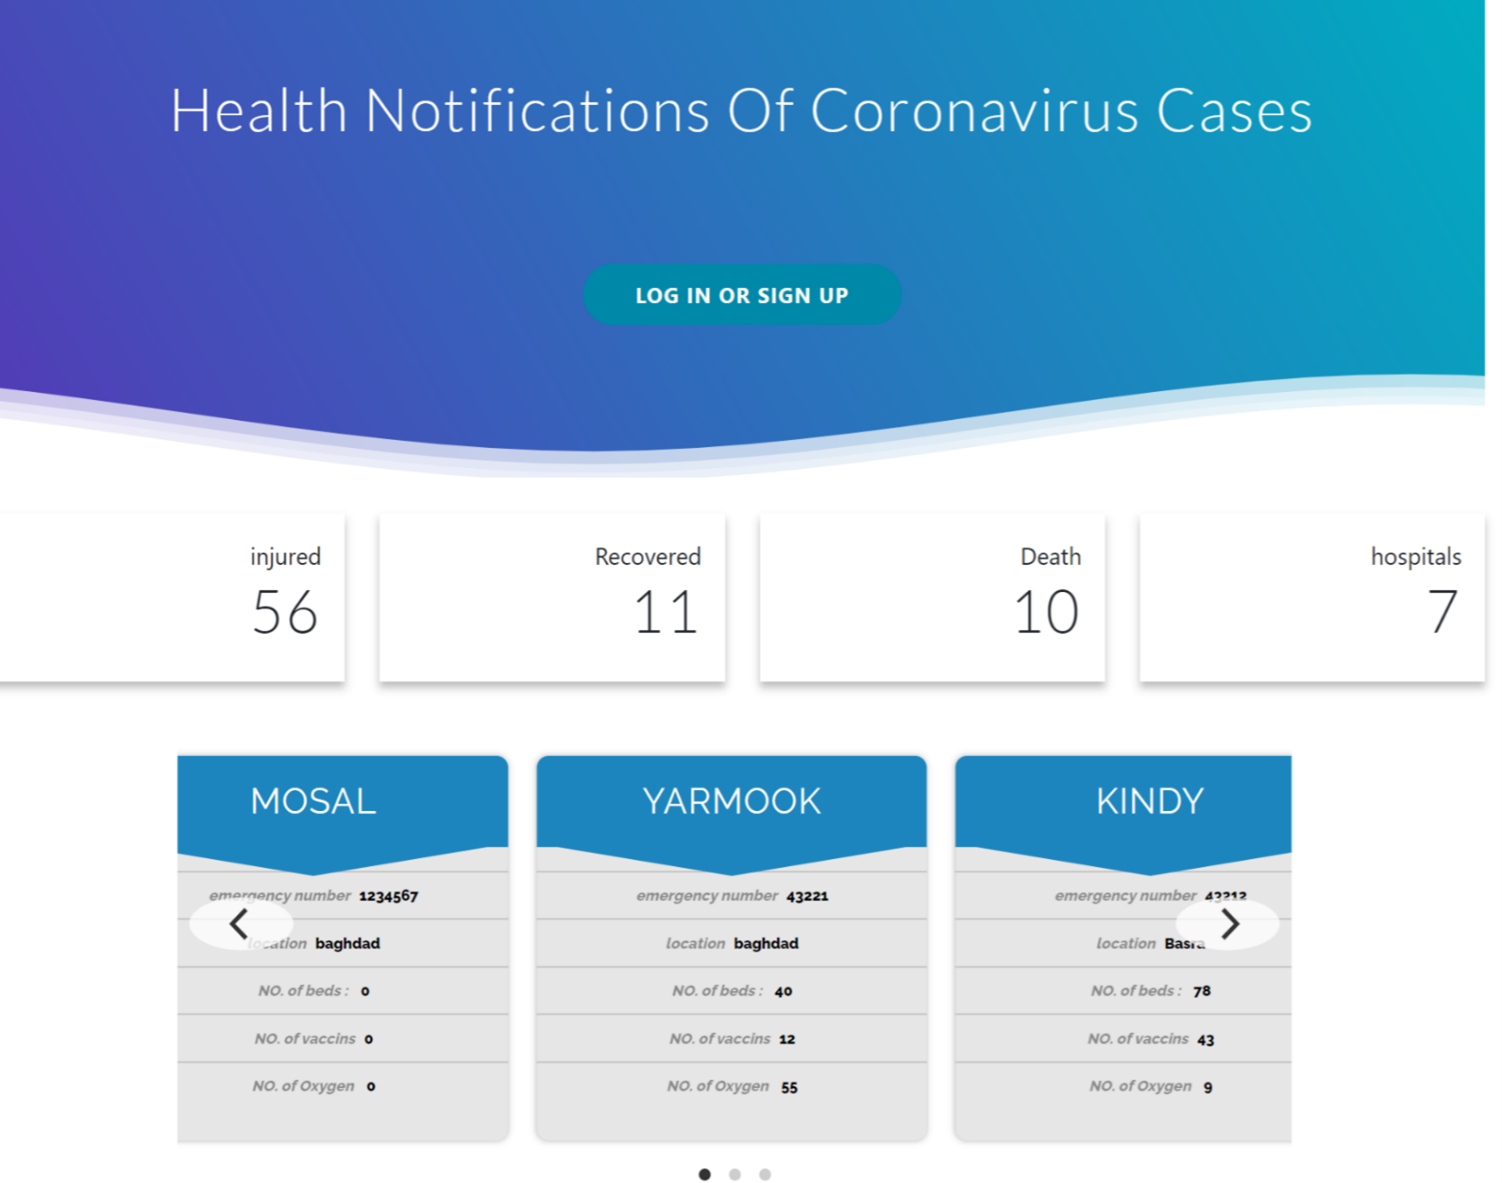 Health Notifications Of Coronavirus Cases
LOG IN OR SIGN UP
injured
56
Recovered
11
Death
10
hospitals
7
MOSAL
emergency number 1234567
location baghdad
NO. of beds : 0
NO. of vaccins 0
NO. of Oxygen 0
YARMOOK
emergency number 43221
location baghdad
NO. of beds : 40
NO. of vaccins 12
NO. of Oxygen 55
KINDY
emergency number 43212
location Basra
NO. of beds : 78
NO. of vaccins 43
NO. of Oxygen 9